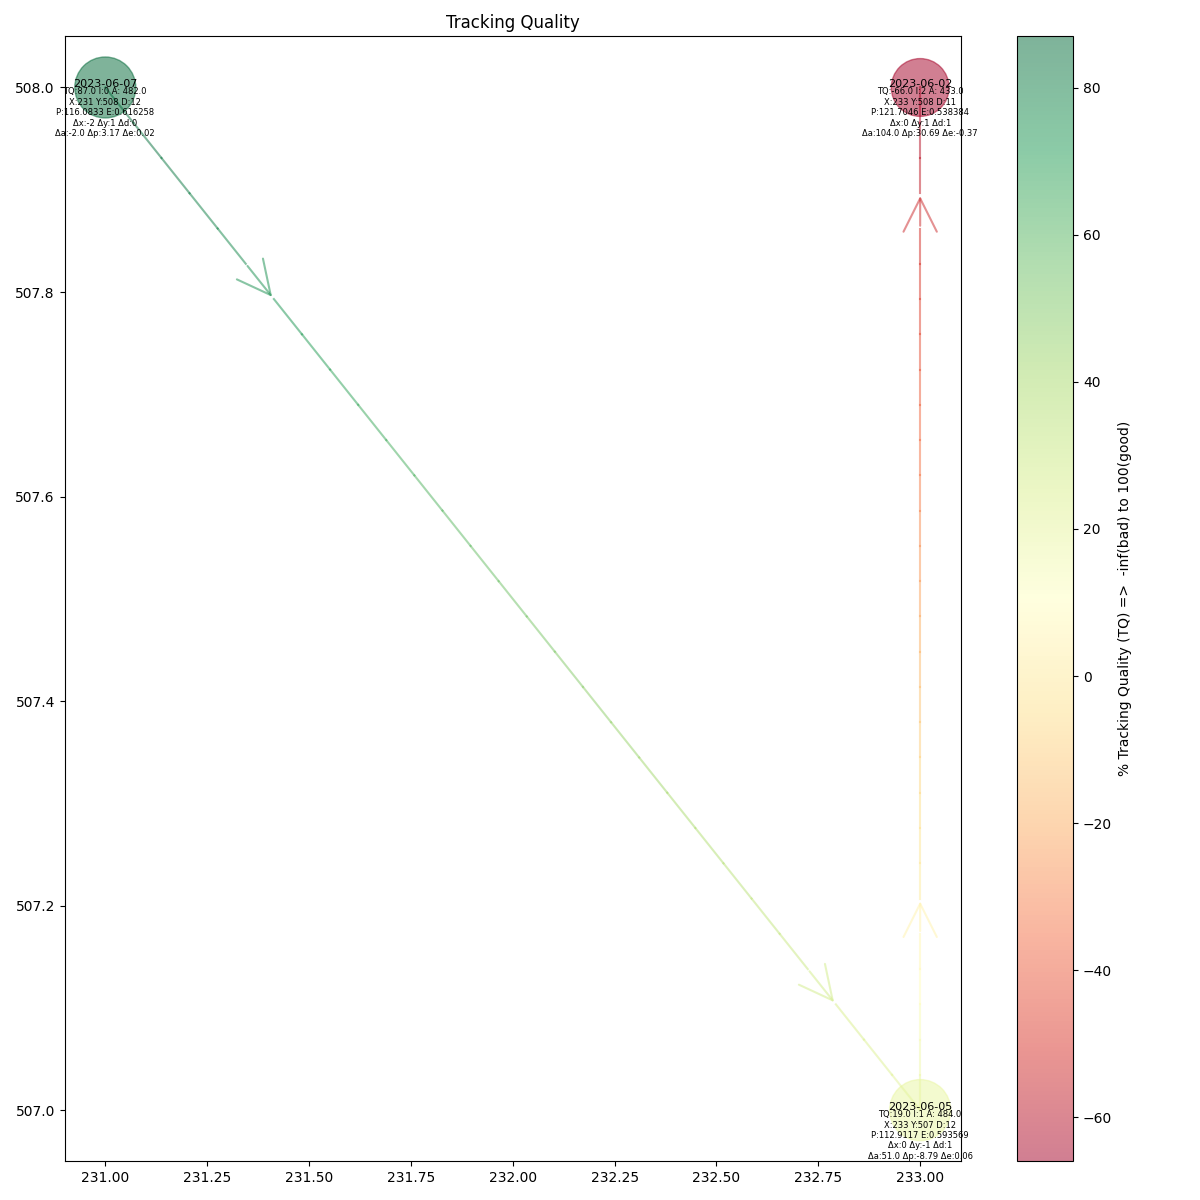 Tracking Quality
2023-06-07
TQ:87.0 I:0 A: 482.0
X:231 Y:508 D:12
P:116.0833 E:0.616258
Δx:-2 Δy:1 Δd:0
Δa:-2.0 Δp:3.17 Δe:0.02
2023-06-02
TQ:-66.0 I:2 A: 433.0
X:233 Y:508 D:11
P:121.7046 E:0.538384
Δx:0 Δy:1 Δd:1
Δa:104.0 Δp:30.69 Δe:-0.37
2023-06-05
TQ:19.0 I:1 A: 484.0
X:233 Y:507 D:12
P:112.9117 E:0.593569
Δx:0 Δy:-1 Δd:1
Δa:51.0 Δp:-8.79 Δe:0.06
508.0
507.8
507.6
507.4
507.2
507.0
231.00 231.25 231.50 231.75 232.00 232.25 232.50 232.75 233.00
80
60
40
20
0
−20
−40
−60
% Tracking Quality (TQ) => -inf(bad) to 100(good)